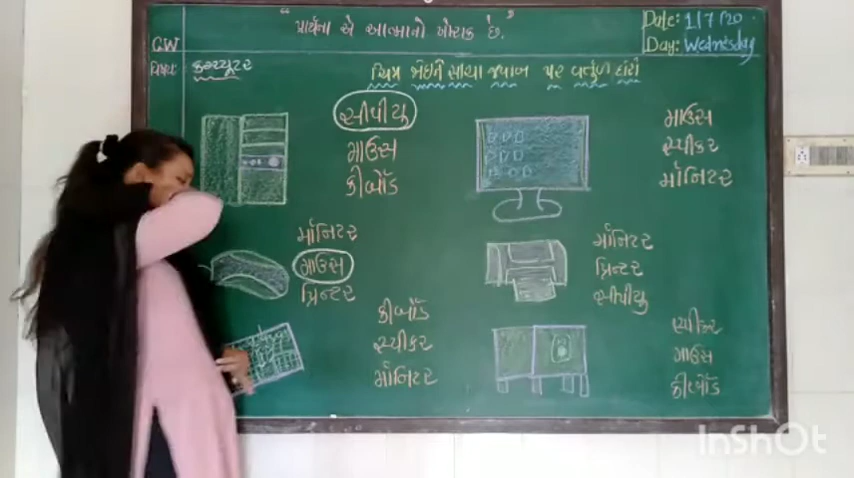 "પ્રાર્થના એ આત્માનો ખોરાક છે."
Date: 1/7/20
Day: Wednesday
CW
વિષય: કમ્પ્યુટર
ચિત્ર જોઈને સાચા જવાબ પર વર્તુળ દોરો
સીપીયુ
માઉસ
કીબોર્ડ
માઉસ
સ્પીકર
મૉનિટર
મૉનિટર
માઉસ
પ્રિન્ટર
મૉનિટર
પ્રિન્ટર
સીપીયુ
કીબોર્ડ
સ્પીકર
મૉનિટર
સ્પીકર
માઉસ
કીબોર્ડ
InShOt